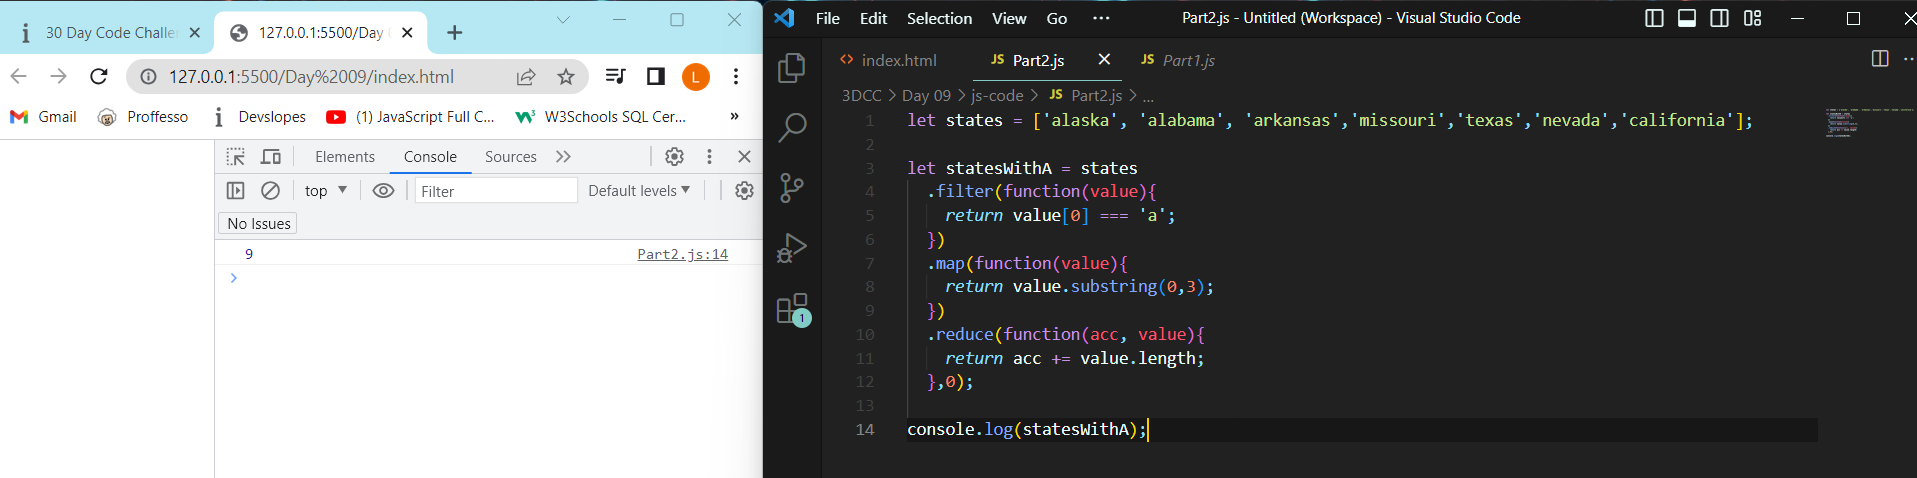 30 Day Code Challe
127.0.0.1:5500/Day
127.0.0.1:5500/Day%2009/index.html
L
Gmail
Proffesso
Devslopes
(1) JavaScript Full C...
W3Schools SQL Cer...
»
Elements
Console
Sources
top
Filter
Default levels
No Issues
9
Part2.js:14
>
File
Edit
Selection
View
Go
...
Part2.js - Untitled (Workspace) - Visual Studio Code
<> index.html
JS Part2.js
JS Part1.js
3DCC > Day 09 > js-code > JS Part2.js > ...
1 let states = ['alaska', 'alabama', 'arkansas','missouri','texas','nevada','california'];
2
3 let statesWithA = states
4 .filter(function(value){
5 return value[0] === 'a';
6 })
7 .map(function(value){
8 return value.substring(0,3);
9 })
10 .reduce(function(acc, value){
11 return acc += value.length;
12 },0);
13
14 console.log(statesWithA);
1